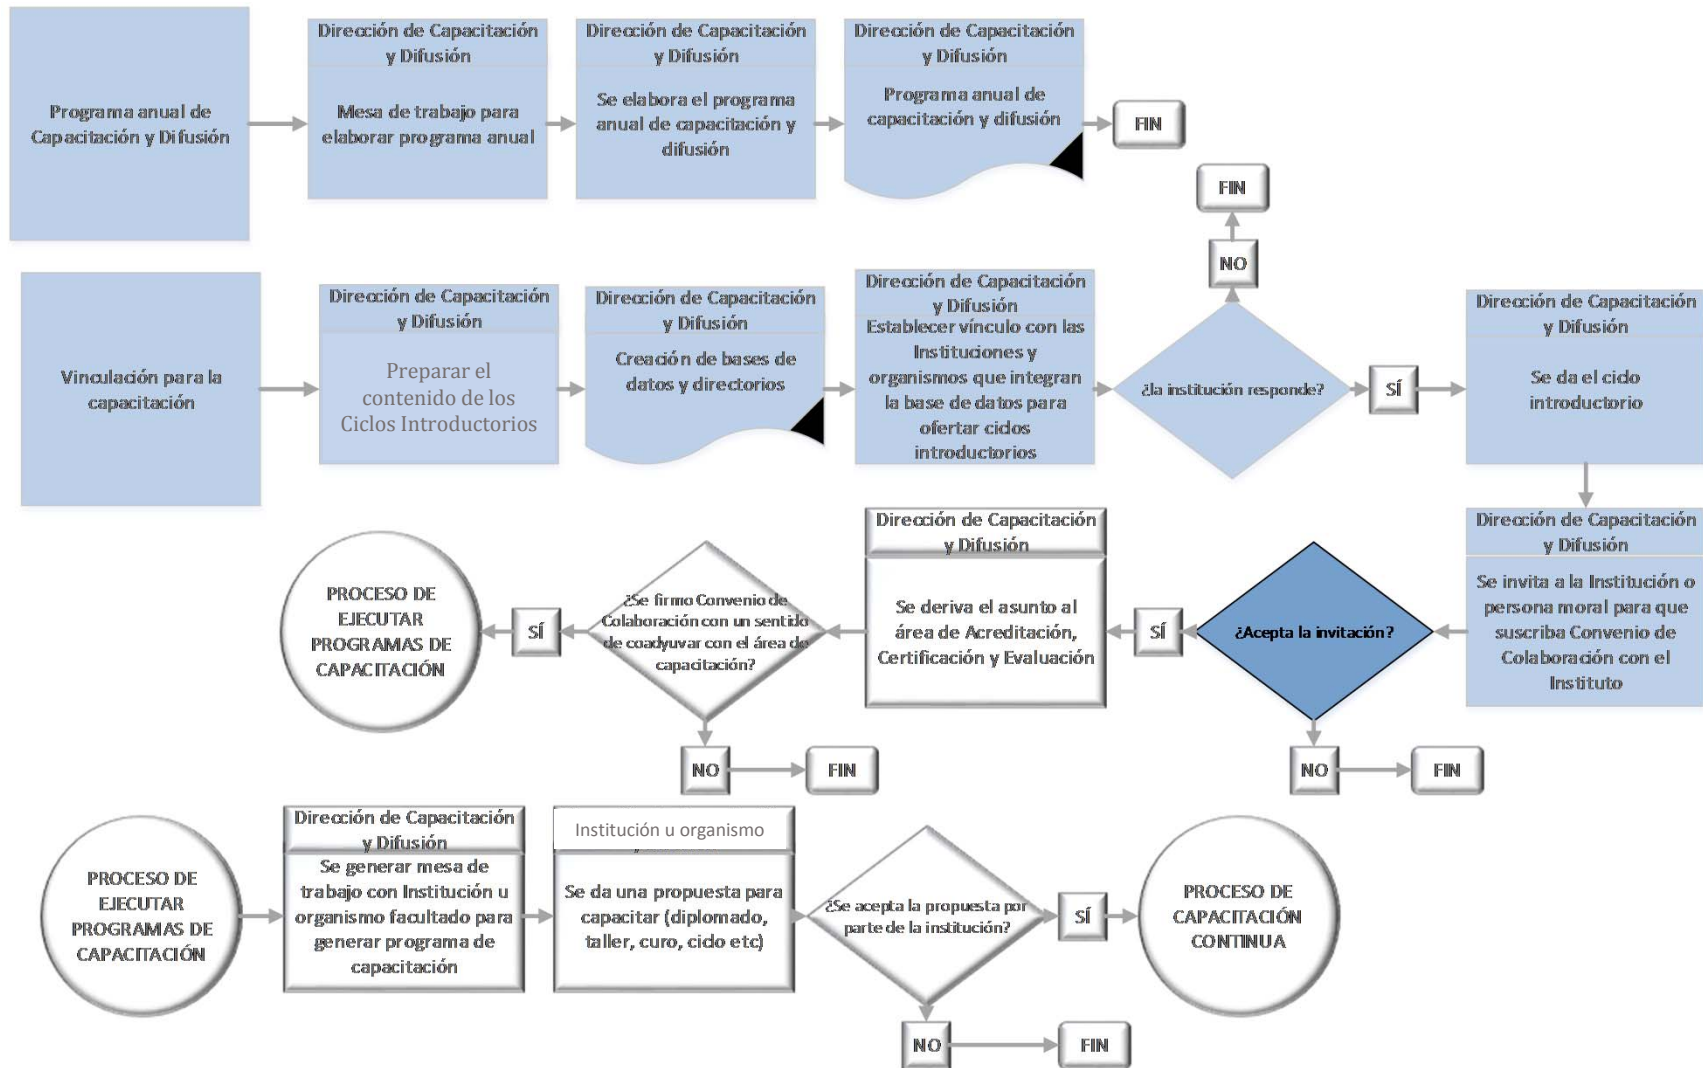 Programa anual de
Capacitación y Difusión
Dirección de Capacitación
y Difusión
Mesa de trabajo para
elaborar programa anual
Dirección de Capacitación
y Difusión
Se elabora el programa
anual de capacitación y
difusión
Dirección de Capacitación
y Difusión
Programa anual de
capacitación y difusión
FIN
Vinculación para la
capacitación
Dirección de Capacitación
y Difusión
Preparar el
contenido de los
Ciclos Introductorios
Dirección de Capacitación
y Difusión
Creación de bases de
datos y directorios
Dirección de Capacitación
y Difusión
Establecer vínculo con las
Instituciones y
organismos que integran
la base de datos para
ofertar ciclos
introductorios
¿la institución responde?
NO
FIN
SÍ
Dirección de Capacitación
y Difusión
Se da el ciclo
introductorio
Dirección de Capacitación
y Difusión
Se invita a la Institución o
persona moral para que
suscriba Convenio de
Colaboración con el
Instituto
¿Acepta la invitación?
NO
FIN
SÍ
Dirección de Capacitación
y Difusión
Se deriva el asunto al
área de Acreditación,
Certificación y Evaluación
¿Se firmo Convenio de
Colaboración con un sentido
de coadyuvar con el área de
capacitación?
NO
FIN
SÍ
PROCESO DE
EJECUTAR
PROGRAMAS DE
CAPACITACIÓN
PROCESO DE
EJECUTAR
PROGRAMAS DE
CAPACITACIÓN
Dirección de Capacitación
y Difusión
Se generar mesa de
trabajo con Institución u
organismo facultado para
generar programa de
capacitación
Institución u organismo
Se da una propuesta para
capacitar (diplomado,
taller, curo, ciclo etc)
¿Se acepta la propuesta por
parte de la institución?
NO
FIN
SÍ
PROCESO DE
CAPACITACIÓN
CONTINUA